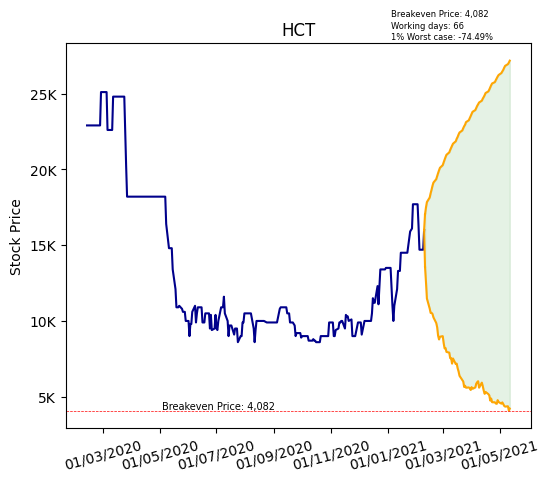 Breakeven Price: 4,082
Working days: 66
1% Worst case: -74.49%
HCT
Stock Price
25K
20K
15K
10K
5K
Breakeven Price: 4,082
01/03/2020
01/05/2020
01/07/2020
01/09/2020
01/11/2020
01/01/2021
01/03/2021
01/05/2021